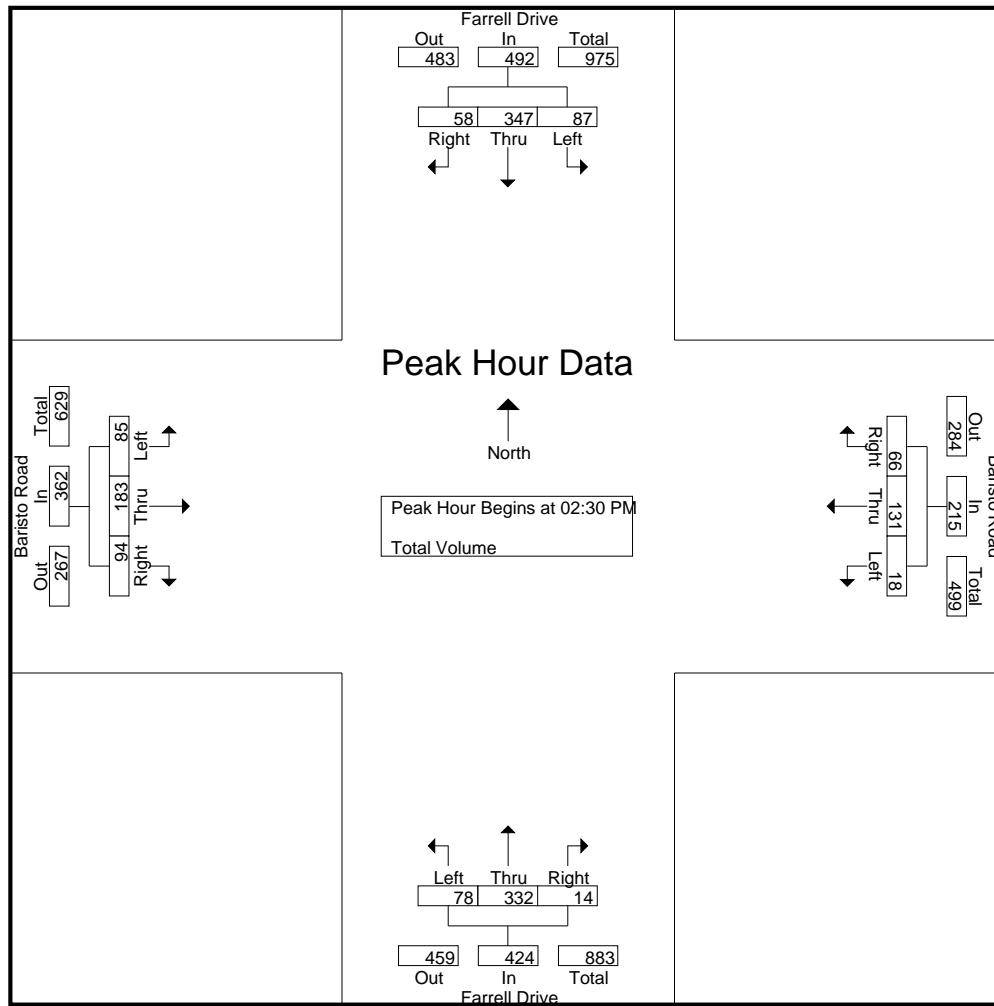 Farrell Drive
Out In Total
483 492 975
58 347 87
Right Thru Left
Peak Hour Data
North
Peak Hour Begins at 02:30 PM
Total Volume
Baristo Road
Out In Total
267 362 629
94 183 85
Right Thru Left
Baristo Road
Out In Total
284 215 499
66 131 18
Right Thru Left
Left Thru Right
78 332 14
459 424 883
Out In Total
Farrell Drive